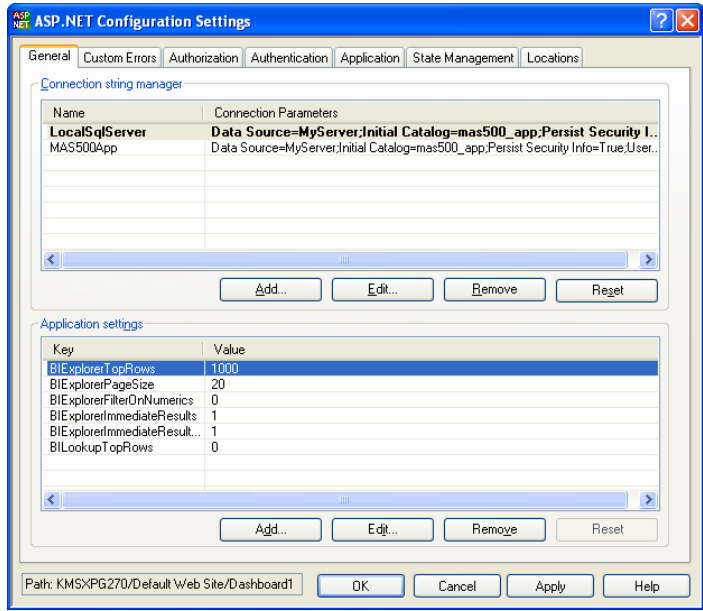 ASP.NET ASP.NET Configuration Settings
General Custom Errors Authorization Authentication Application State Management Locations
Connection string manager
Name Connection Parameters
LocalSqlServer Data Source=MyServer;Initial Catalog=mas500_app;Persist Security I...
MAS500App Data Source=MyServer;Initial Catalog=mas500_app;Persist Security Info=True;User...
Add... Edit... Remove Reset
Application settings
Key Value
BIExplorerTopRows 1000
BIExplorerPageSize 20
BIExplorerFilterOnNumerics 0
BIExplorerImmediateResults 1
BIExplorerImmediateResult... 1
BILookupTopRows 0
Add... Edit... Remove Reset
Path: KMSXPG270/Default Web Site/Dashboard1 OK Cancel Apply Help